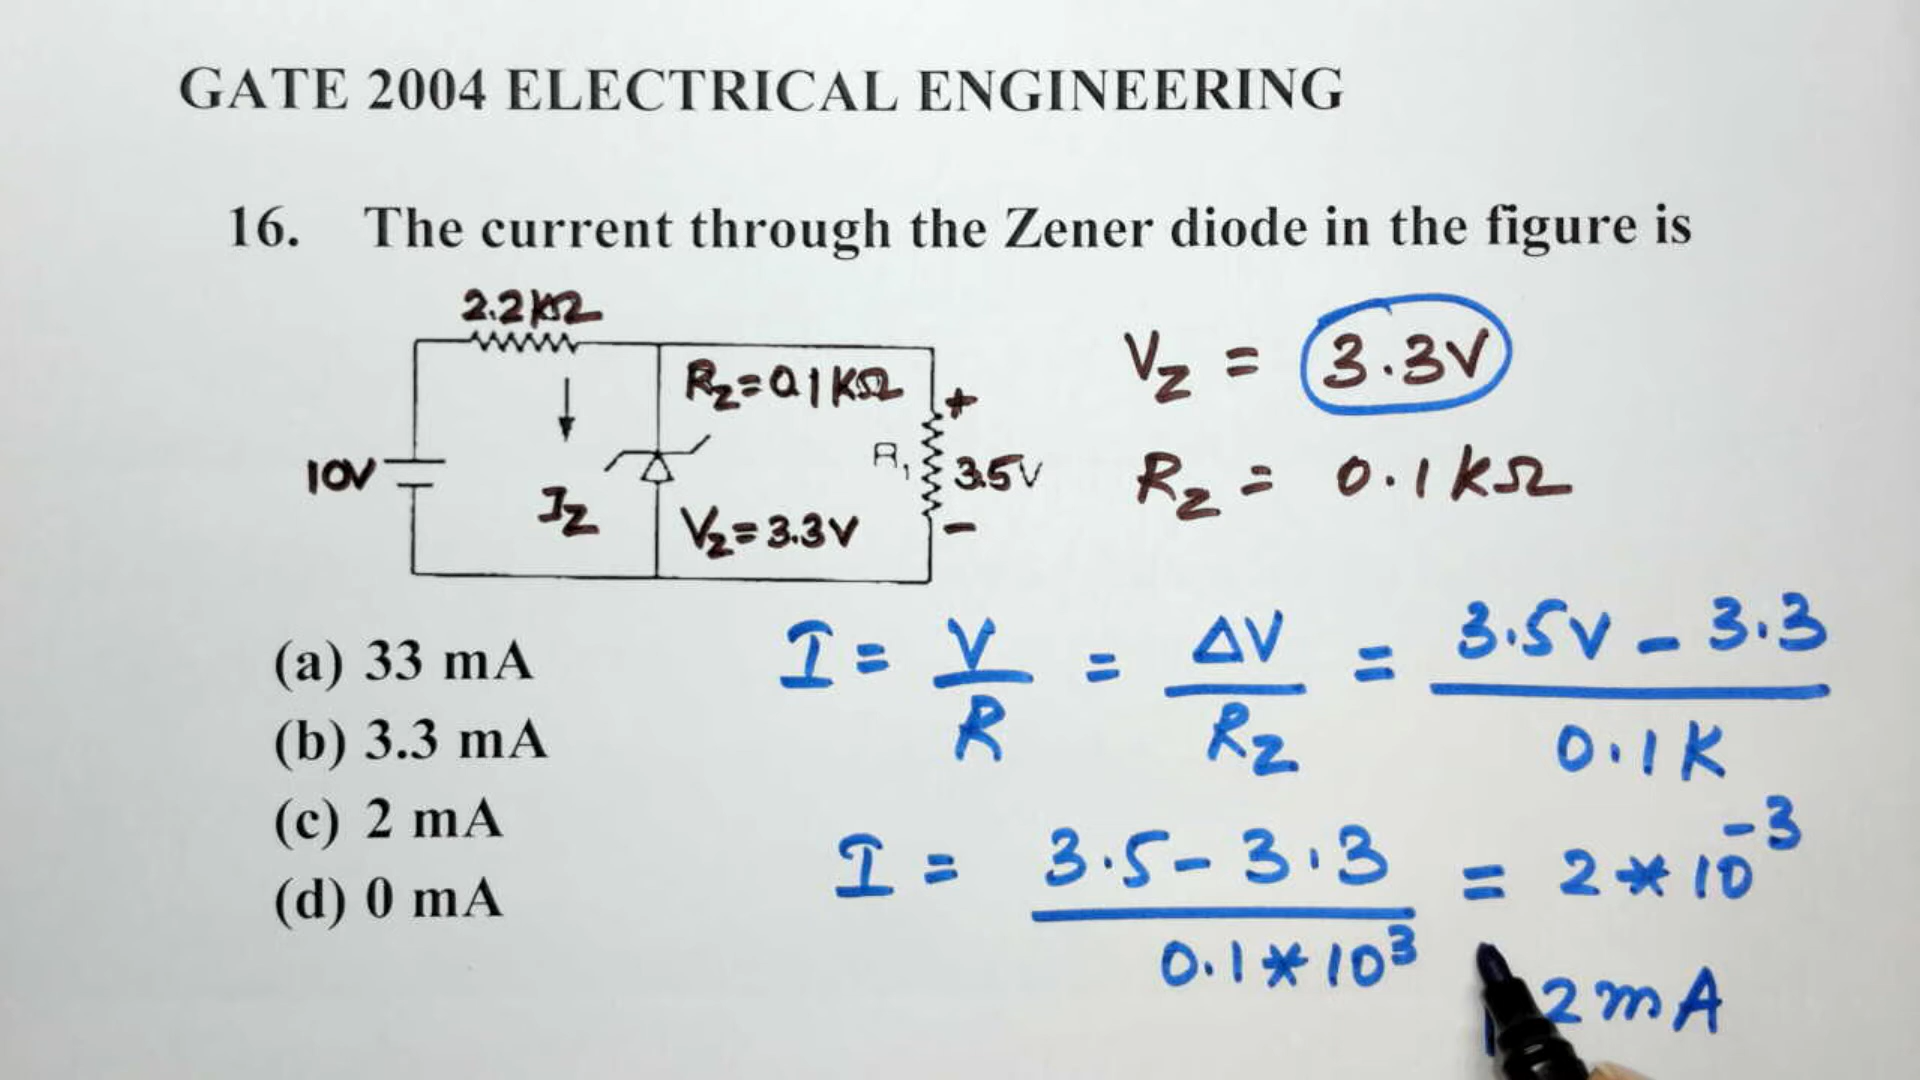 GATE 2004 ELECTRICAL ENGINEERING
16. The current through the Zener diode in the figure is
2.2kΩ
R_Z=0.1KΩ
+
10V
I_Z
R₁
3.5V
V_Z=3.3V
−
V_Z = 3.3V
R_Z = 0.1kΩ
(a) 33 mA
(b) 3.3 mA
(c) 2 mA
(d) 0 mA
I = V/R = ΔV/R_Z = (3.5V - 3.3)/0.1K
I = (3.5 - 3.3)/(0.1*10³) = 2*10⁻³
2mA